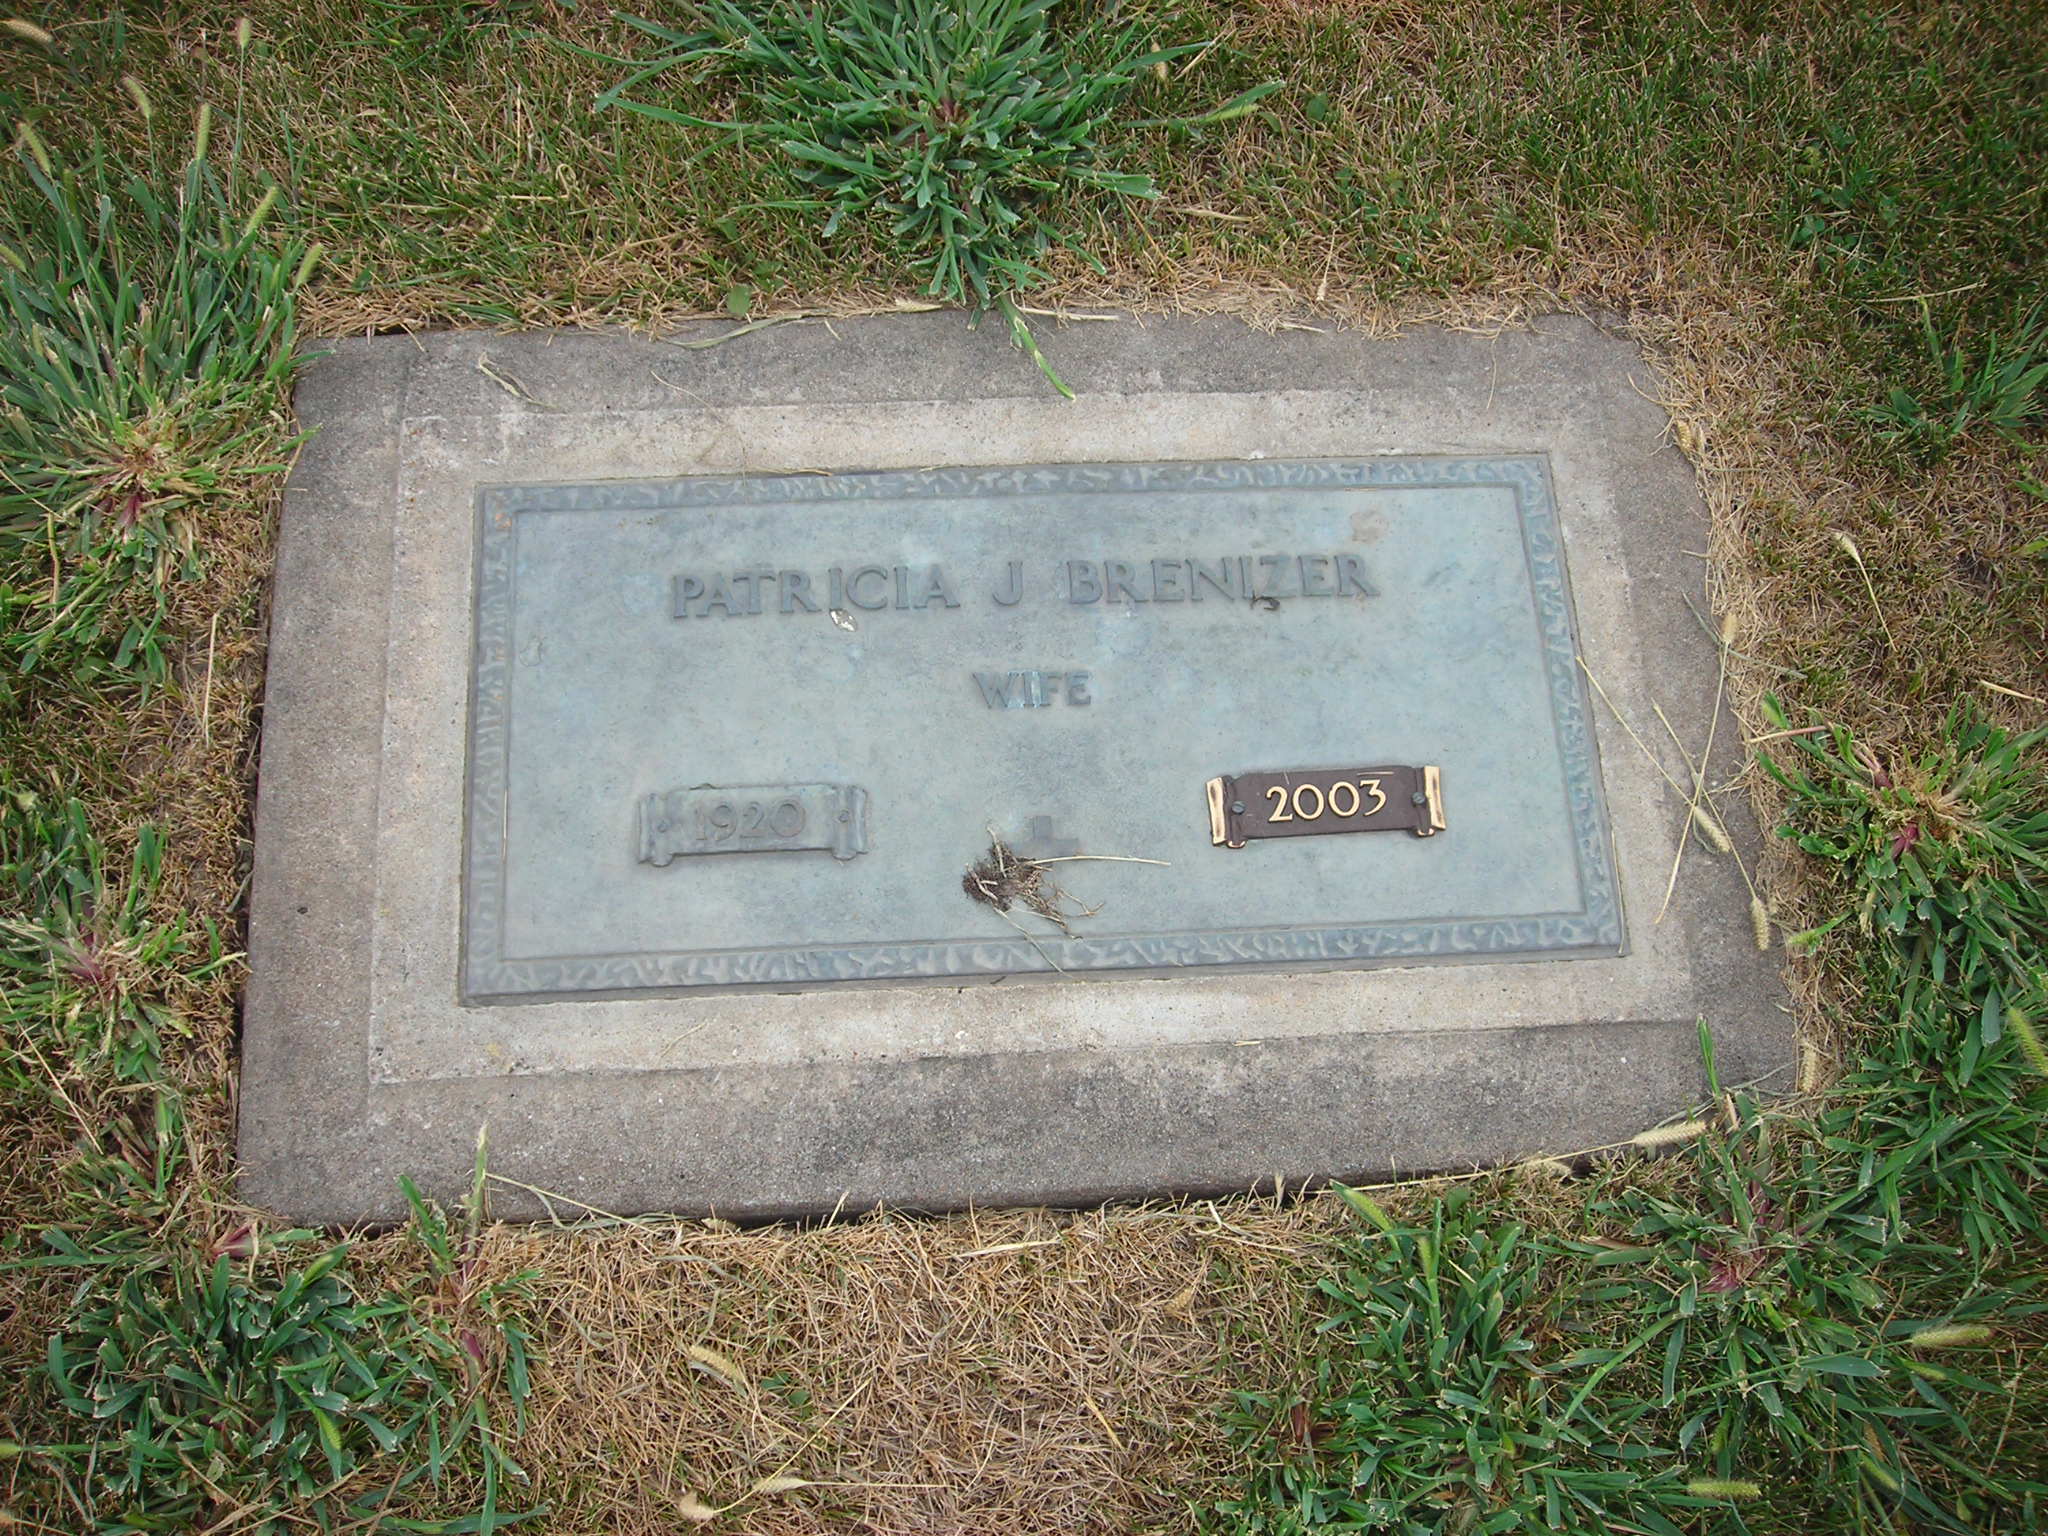 PATRICIA J BRENIZER
WIFE
1920 2003